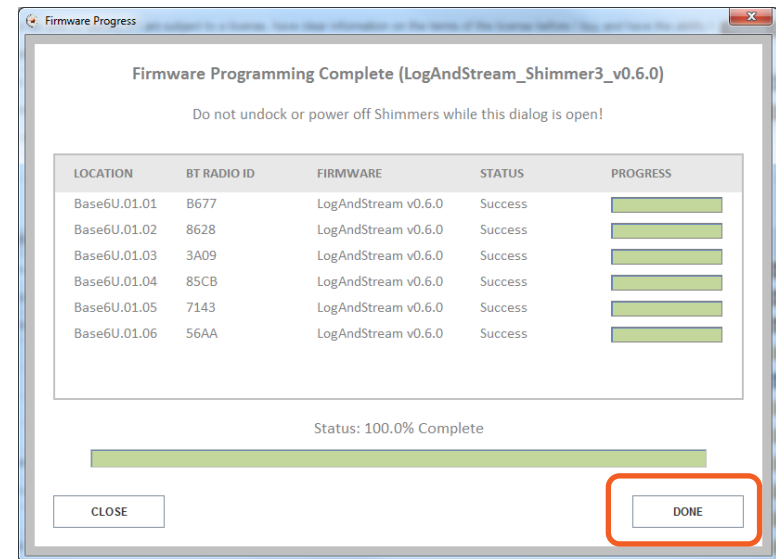 Firmware Progress
Firmware Programming Complete (LogAndStream_Shimmer3_v0.6.0)
Do not undock or power off Shimmers while this dialog is open!
LOCATION BT RADIO ID FIRMWARE STATUS PROGRESS
Base6U.01.01 B677 LogAndStream v0.6.0 Success
Base6U.01.02 8628 LogAndStream v0.6.0 Success
Base6U.01.03 3A09 LogAndStream v0.6.0 Success
Base6U.01.04 85CB LogAndStream v0.6.0 Success
Base6U.01.05 7143 LogAndStream v0.6.0 Success
Base6U.01.06 56AA LogAndStream v0.6.0 Success
Status: 100.0% Complete
CLOSE DONE